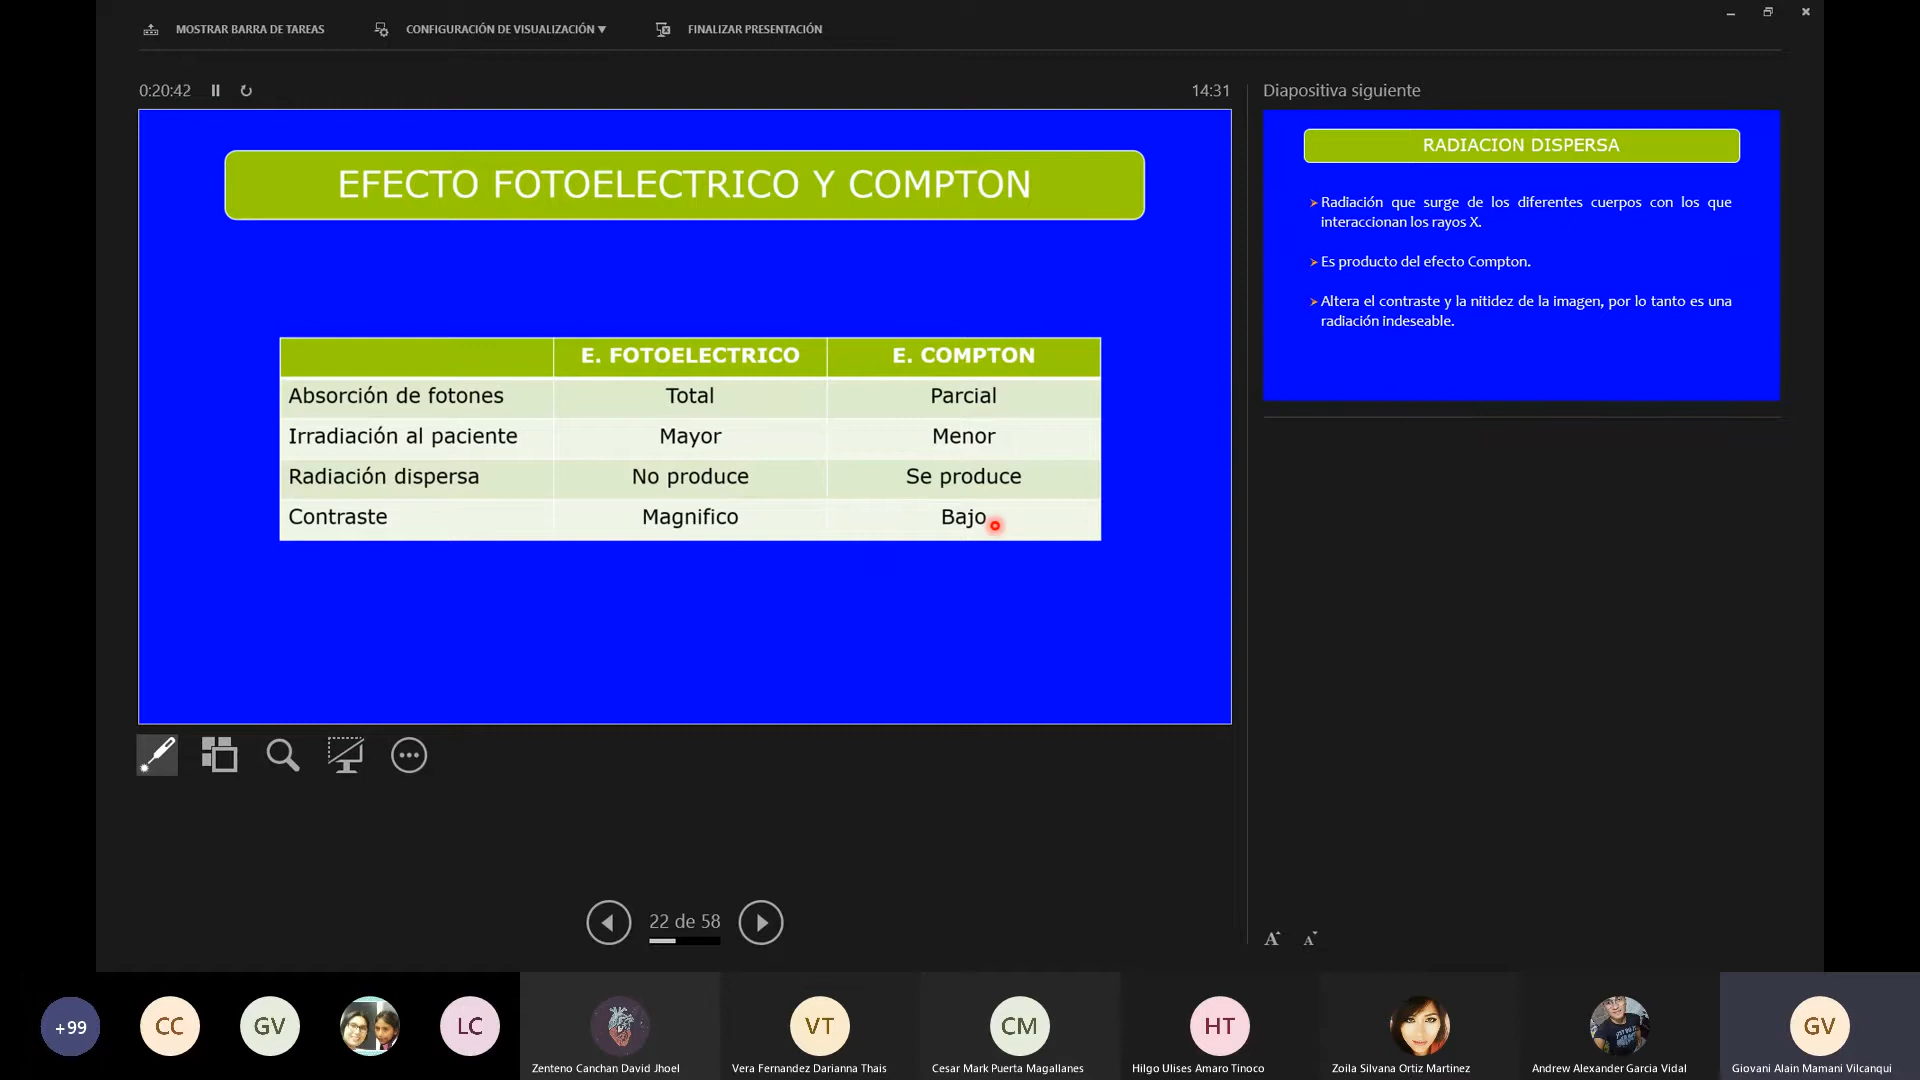 MOSTRAR BARRA DE TAREAS
CONFIGURACIÓN DE VISUALIZACIÓN ▼
FINALIZAR PRESENTACIÓN
0:20:42
14:31
Diapositiva siguiente
EFECTO FOTOELECTRICO Y COMPTON
E. FOTOELECTRICO E. COMPTON
Absorción de fotones Total Parcial
Irradiación al paciente Mayor Menor
Radiación dispersa No produce Se produce
Contraste Magnifico Bajo
RADIACION DISPERSA
Radiación que surge de los diferentes cuerpos con los que
interaccionan los rayos X.
Es producto del efecto Compton.
Altera el contraste y la nitidez de la imagen, por lo tanto es una
radiación indeseable.
22 de 58
A A
+99
CC
GV
LC
VT
CM
HT
GV
Zenteno Canchan David Jhoel
Vera Fernandez Darianna Thais
Cesar Mark Puerta Magallanes
Hilgo Ulises Amaro Tinoco
Zoila Silvana Ortiz Martinez
Andrew Alexander Garcia Vidal
Giovani Alain Mamani Vilcanqui